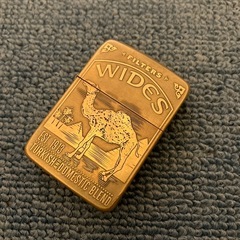 FILTERS
WIDES
TURKISH & DOMESTIC BLEND